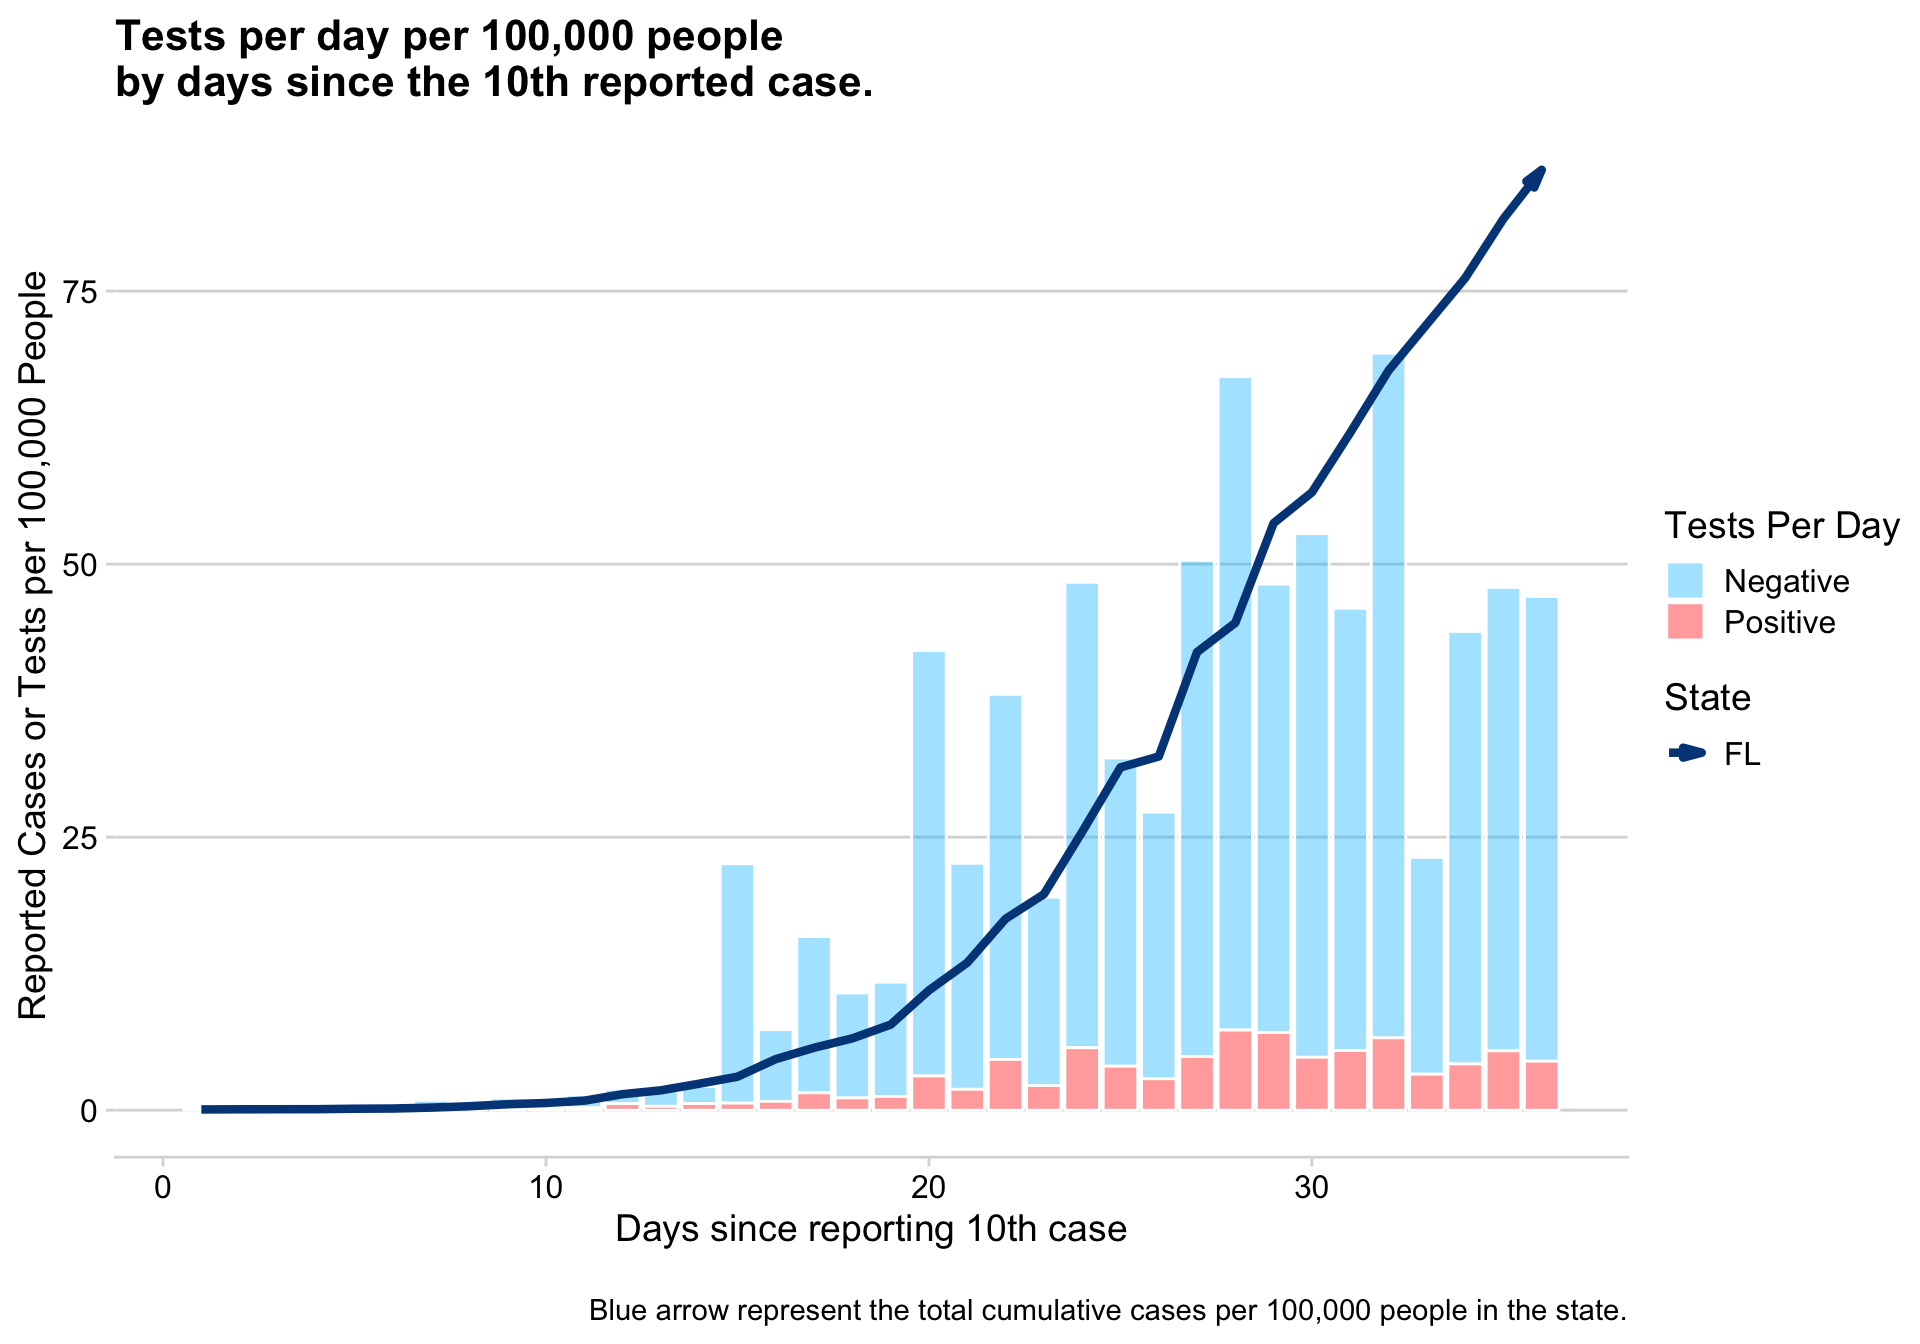 Tests per day per 100,000 people
by days since the 10th reported case.
Reported Cases or Tests per 100,000 People
75
50
25
0
0
10
20
30
Days since reporting 10th case
Tests Per Day
Negative
Positive
State
FL
Blue arrow represent the total cumulative cases per 100,000 people in the state.